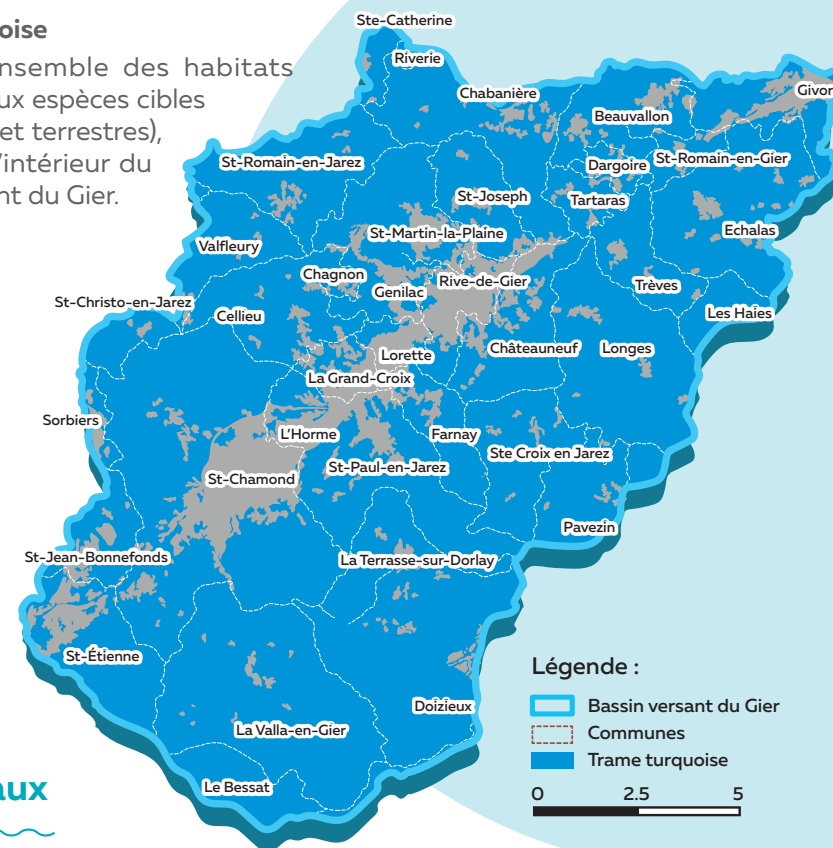 oise
nsemble des habitats
ux espèces cibles
et terrestres),
'intérieur du
nt du Gier.
Ste-Catherine
Riverie
Chabanière
Givor
Beauvallon
St-Romain-en-Jarez
Dargoire
St-Romain-en-Gier
St-Joseph
Tartaras
St-Martin-la-Plaine
Echalas
Valfleury
Chagnon
Rive-de-Gier
Trèves
Genilac
St-Christo-en-Jarez
Cellieu
Les Haies
Lorette
Châteauneuf
Longes
La Grand-Croix
Sorbiers
L'Horme
Farnay
Ste Croix en Jarez
St-Paul-en-Jarez
St-Chamond
Pavezin
St-Jean-Bonnefonds
La Terrasse-sur-Dorlay
St-Étienne
Doizieux
La Valla-en-Gier
Le Bessat
Légende :
Bassin versant du Gier
Communes
Trame turquoise
0 2.5 5
aux